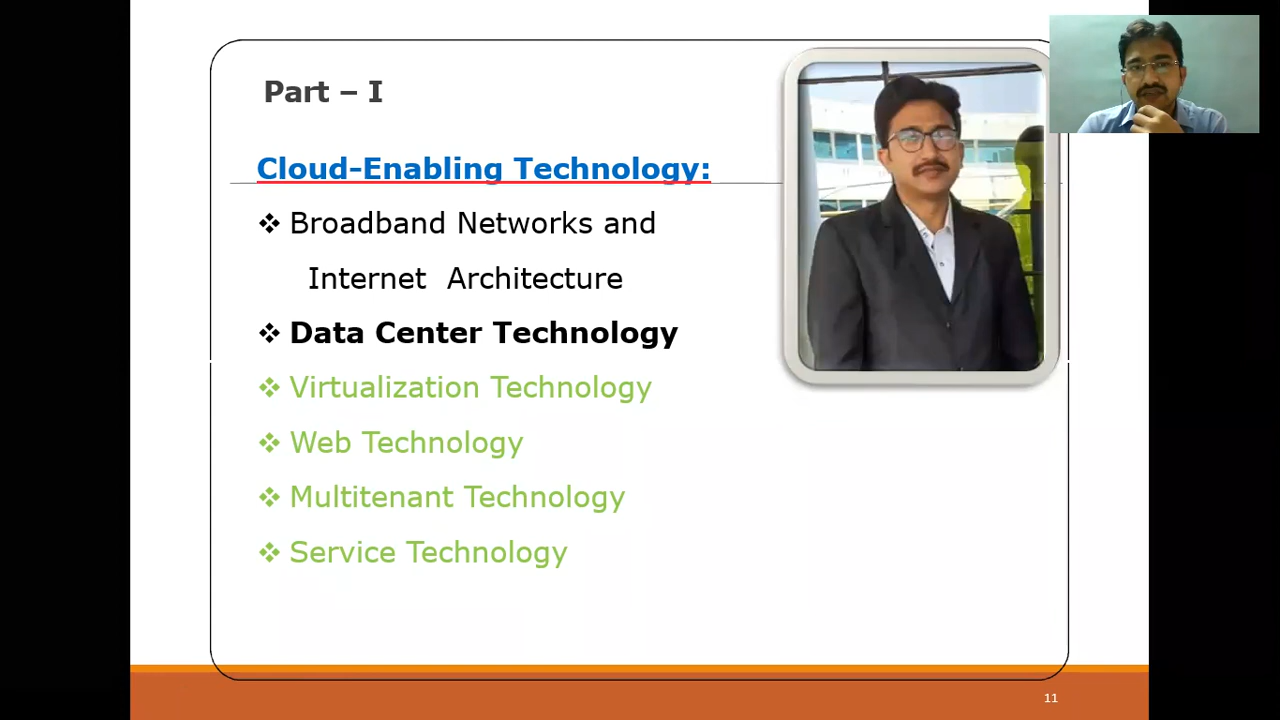 Part – I
Cloud-Enabling Technology:
❖ Broadband Networks and
Internet Architecture
❖ Data Center Technology
❖ Virtualization Technology
❖ Web Technology
❖ Multitenant Technology
❖ Service Technology
11